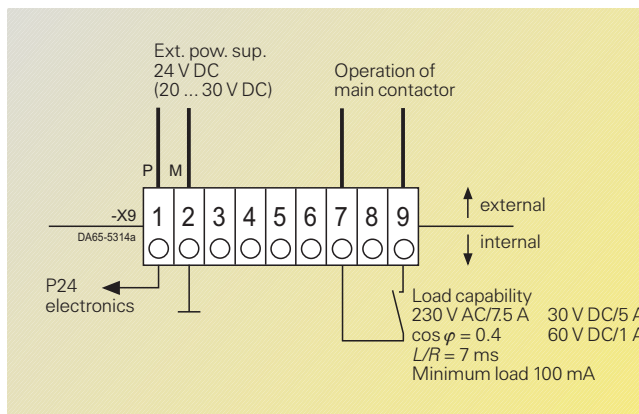 Ext. pow. sup.
24 V DC
(20 ... 30 V DC)
Operation of
main contactor
P M
-X9
DA65-5314a
1 2 3 4 5 6 7 8 9
external
internal
P24
electronics
Load capability
230 V AC/7.5 A 30 V DC/5 A
cos φ = 0.4 60 V DC/1 A
L/R = 7 ms
Minimum load 100 mA